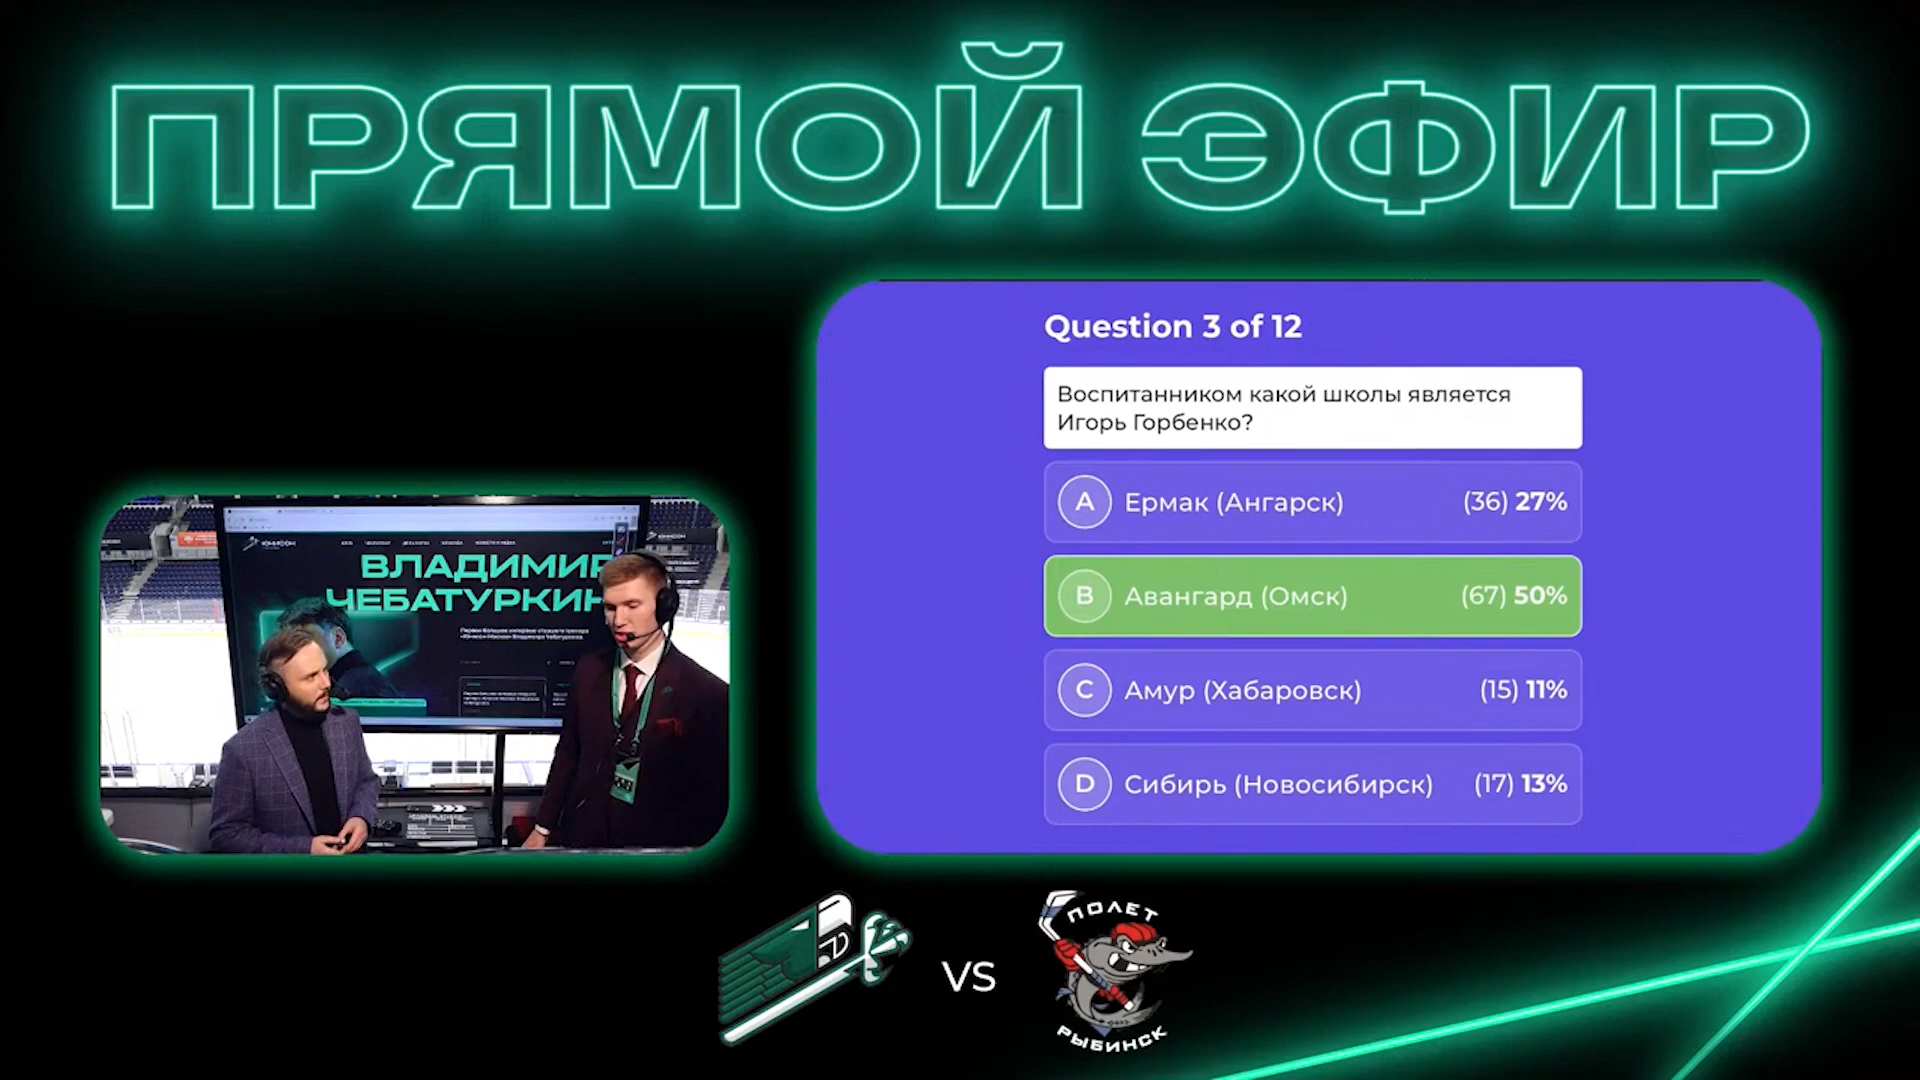 ПРЯМОЙ ЭФИР
Question 3 of 12
Воспитанником какой школы является
Игорь Горбенко?
A Ермак (Ангарск) (36) 27%
B Авангард (Омск) (67) 50%
C Амур (Хабаровск) (15) 11%
D Сибирь (Новосибирск) (17) 13%
ЮНИСОН
ВЛАДИМИР
ЧЕБАТУРКИН
VS
ПОЛЕТ
РЫБИНСК